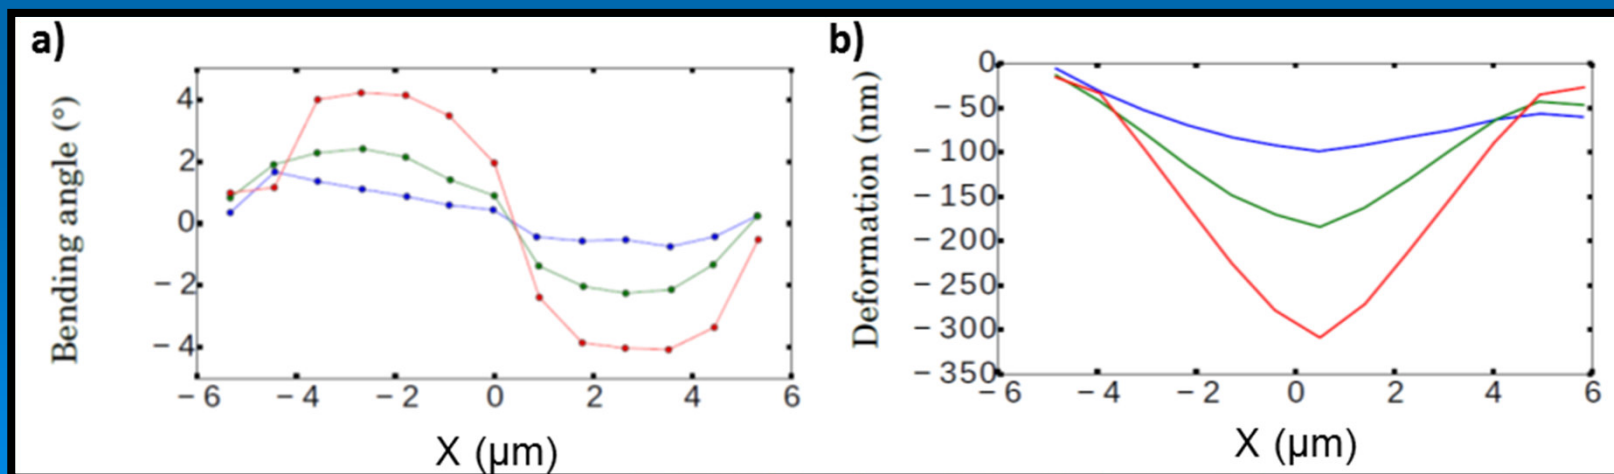 a)
Bending angle (°)
4
2
0
−2
−4
−6 −4 −2 0 2 4 6
X (µm)
b)
Deformation (nm)
0
−50
−100
−150
−200
−250
−300
−350
−6 −4 −2 0 2 4 6
X (µm)